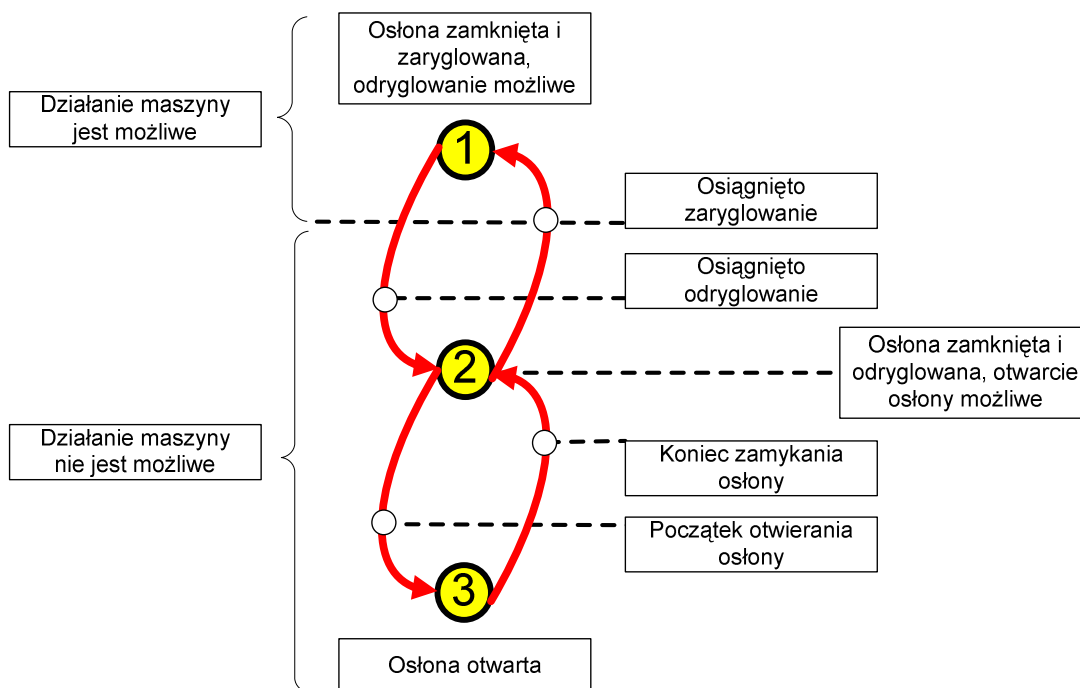 Osłona zamknięta i
zaryglowana,
odryglowanie możliwe
Działanie maszyny
jest możliwe
1
Osiągnięto
zaryglowanie
Osiągnięto
odryglowanie
2
Osłona zamknięta i
odryglowana, otwarcie
osłony możliwe
Działanie maszyny
nie jest możliwe
Koniec zamykania
osłony
Początek otwierania
osłony
3
Osłona otwarta